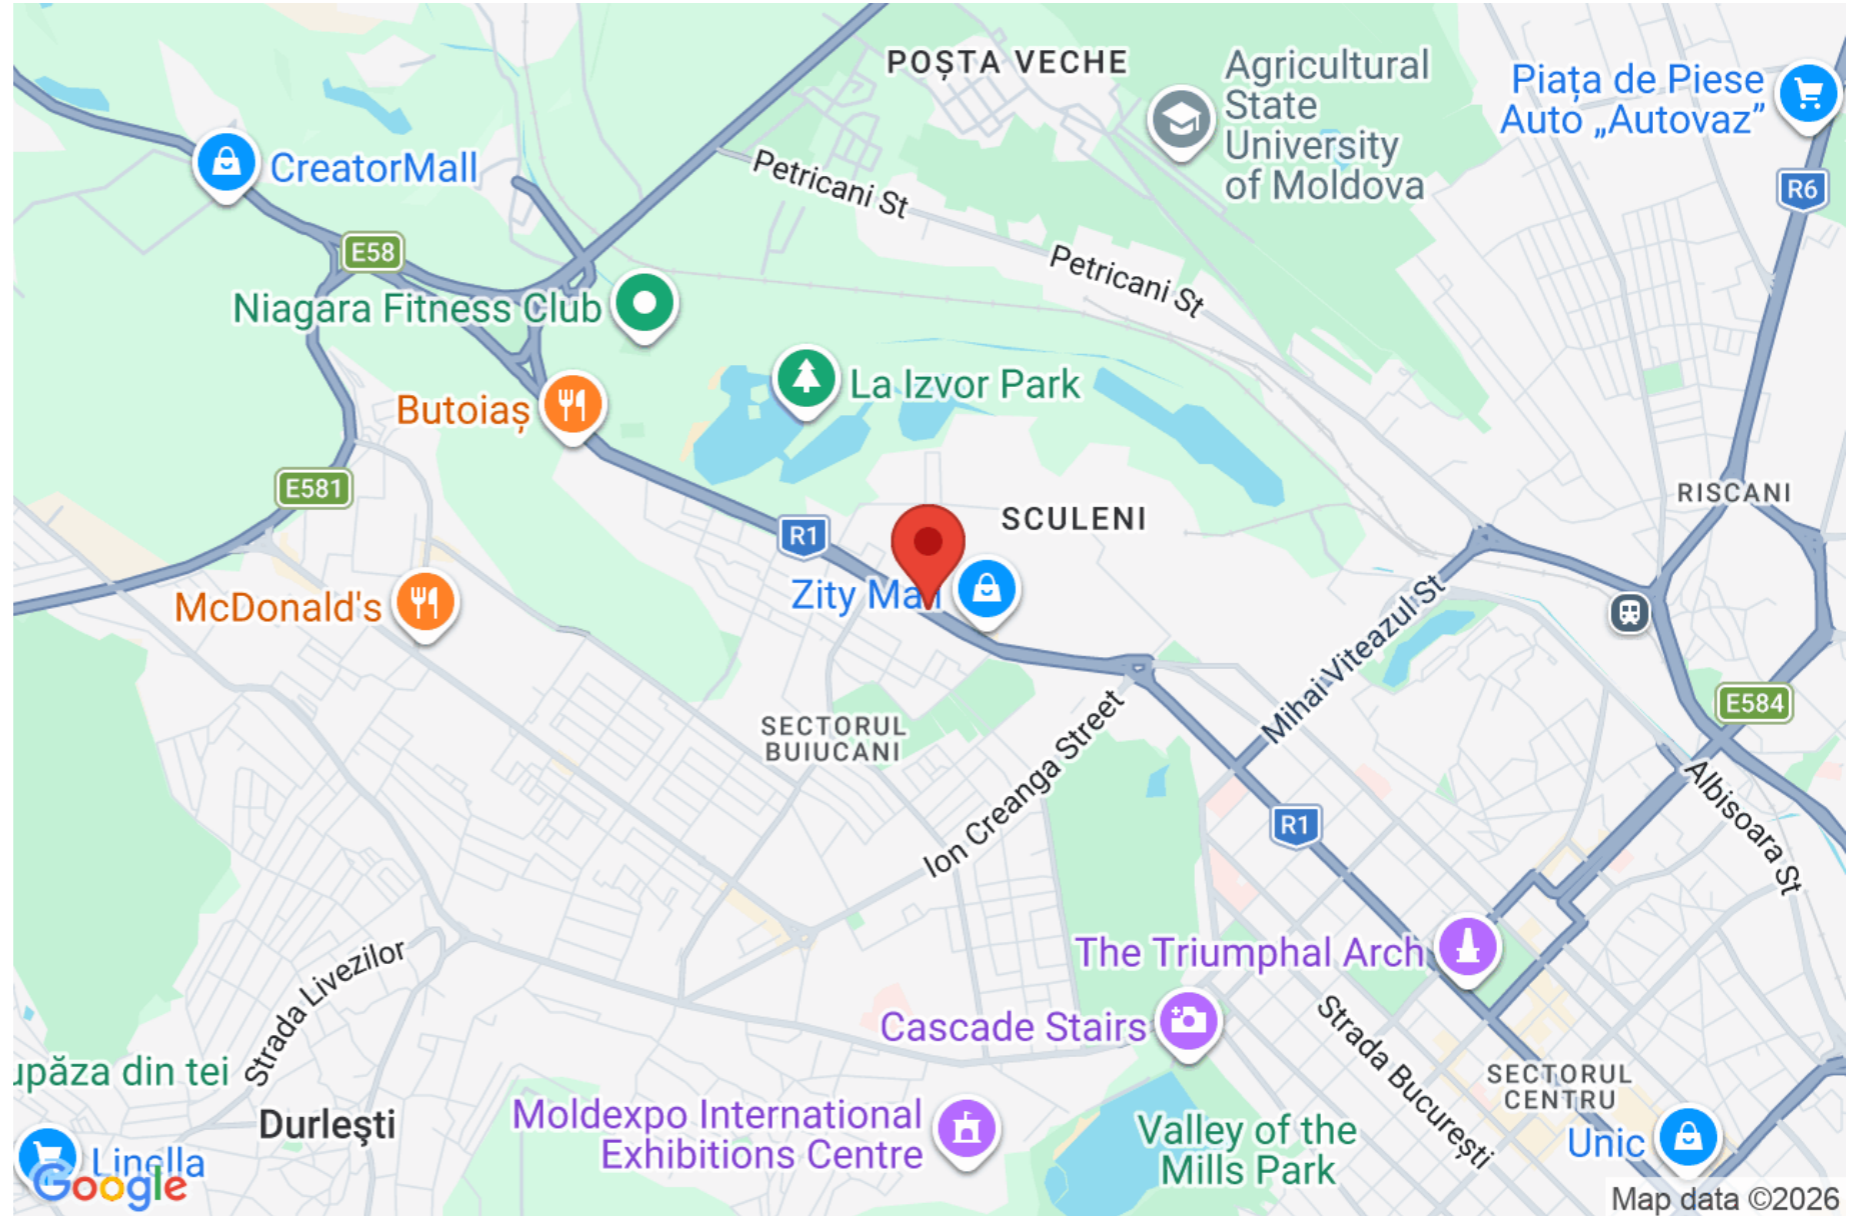 POȘTA VECHE
Agricultural
State
University
of Moldova
Piața de Piese
Auto „Autovaz”
CreatorMall
Petricani St
R6
E58
Petricani St
Niagara Fitness Club
La Izvor Park
Butoiaș
E581
RISCANI
SCULENI
R1
Zity Mall
McDonald's
Mihai Viteazul St
E584
SECTORUL
BUIUCANI
Ion Creanga Street
Albisoara St
R1
The Triumphal Arch
Strada Livezilor
Cascade Stairs
Strada București
upăza din tei
SECTORUL
CENTRU
Durleşti
Moldexpo International
Exhibitions Centre
Valley of the
Mills Park
Unic
Linella
Google
Map data ©2026